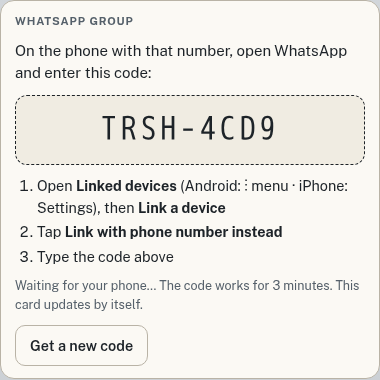 WHATSAPP GROUP
On the phone with that number, open WhatsApp
and enter this code:
TRSH-4CD9
1. Open Linked devices (Android: ⋮ menu · iPhone:
Settings), then Link a device
2. Tap Link with phone number instead
3. Type the code above
Waiting for your phone… The code works for 3 minutes. This
card updates by itself.
Get a new code